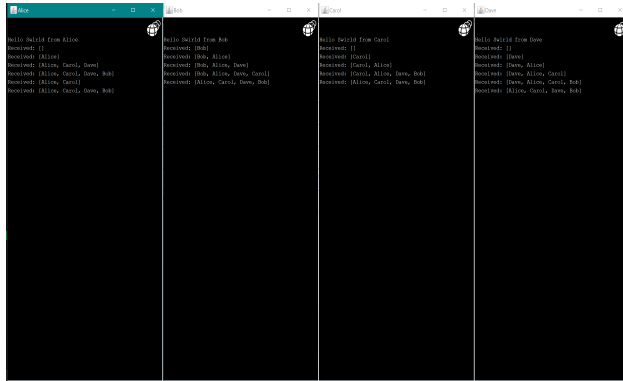 Alice
Hello Swirld from Alice
Received: []
Received: [Alice]
Received: [Alice, Carol, Dave]
Received: [Alice, Carol, Dave, Bob]
Received: [Alice, Carol]
Received: [Alice, Carol, Dave, Bob]
Bob
Hello Swirld from Bob
Received: [Bob]
Received: [Bob, Alice]
Received: [Bob, Alice, Dave]
Received: [Bob, Alice, Dave, Carol]
Received: [Alice, Carol, Dave, Bob]
Carol
Hello Swirld from Carol
Received: []
Received: [Carol]
Received: [Carol, Alice]
Received: [Carol, Alice, Dave, Bob]
Received: [Alice, Carol, Dave, Bob]
Dave
Hello Swirld from Dave
Received: []
Received: [Dave]
Received: [Dave, Alice]
Received: [Dave, Alice, Carol]
Received: [Dave, Alice, Carol, Bob]
Received: [Alice, Carol, Dave, Bob]